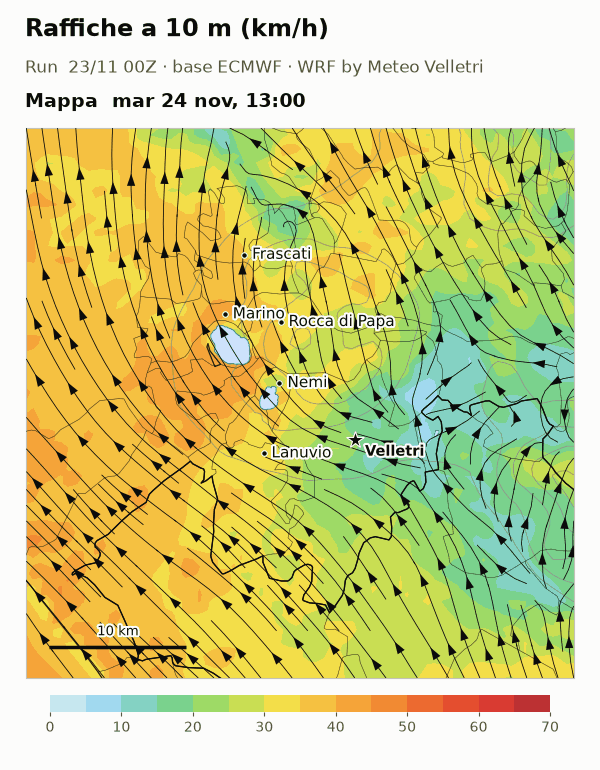 Raffiche a 10 m (km/h)
Run  23/11 00Z · base ECMWF · WRF by Meteo Velletri
Mappa  mar 24 nov, 13:00
Frascati
Marino
Rocca di Papa
Nemi
Velletri
Lanuvio
10 km
0 10 20 30 40 50 60 70